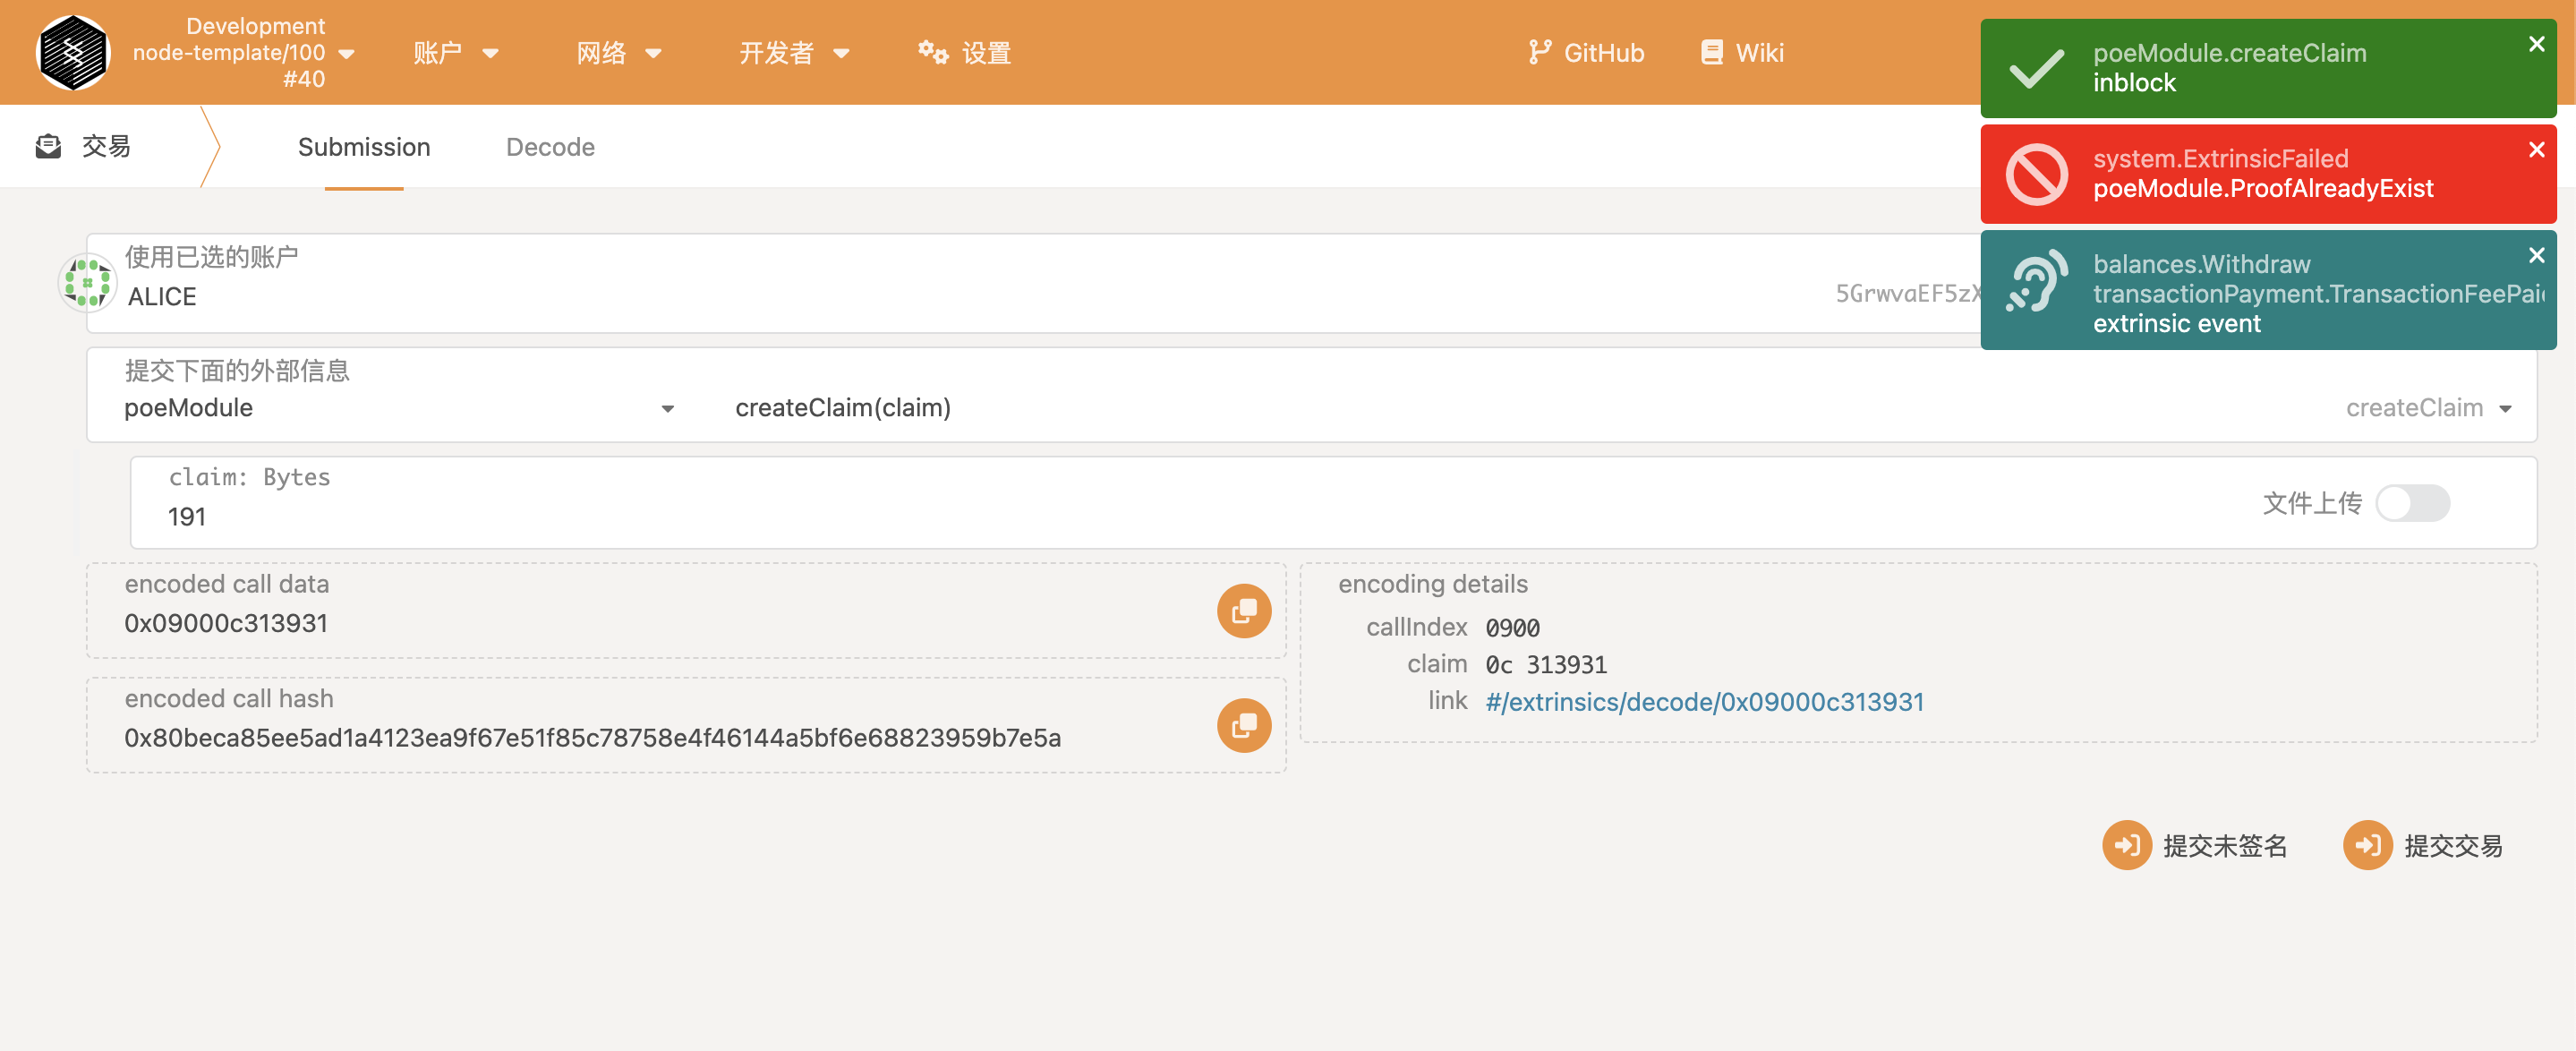 Development
node-template/100
#40
账户
网络
开发者
设置
GitHub
Wiki
poeModule.createClaim
inblock
system.ExtrinsicFailed
poeModule.ProofAlreadyExist
balances.Withdraw
transactionPayment.TransactionFeePai
extrinsic event
交易
Submission
Decode
使用已选的账户
ALICE
5GrwvaEF5zX
提交下面的外部信息
poeModule
createClaim(claim)
createClaim
claim: Bytes
191
文件上传
encoded call data
0x09000c313931
encoding details
callIndex 0900
claim 0c 313931
link #/extrinsics/decode/0x09000c313931
encoded call hash
0x80beca85ee5ad1a4123ea9f67e51f85c78758e4f46144a5bf6e68823959b7e5a
提交未签名
提交交易